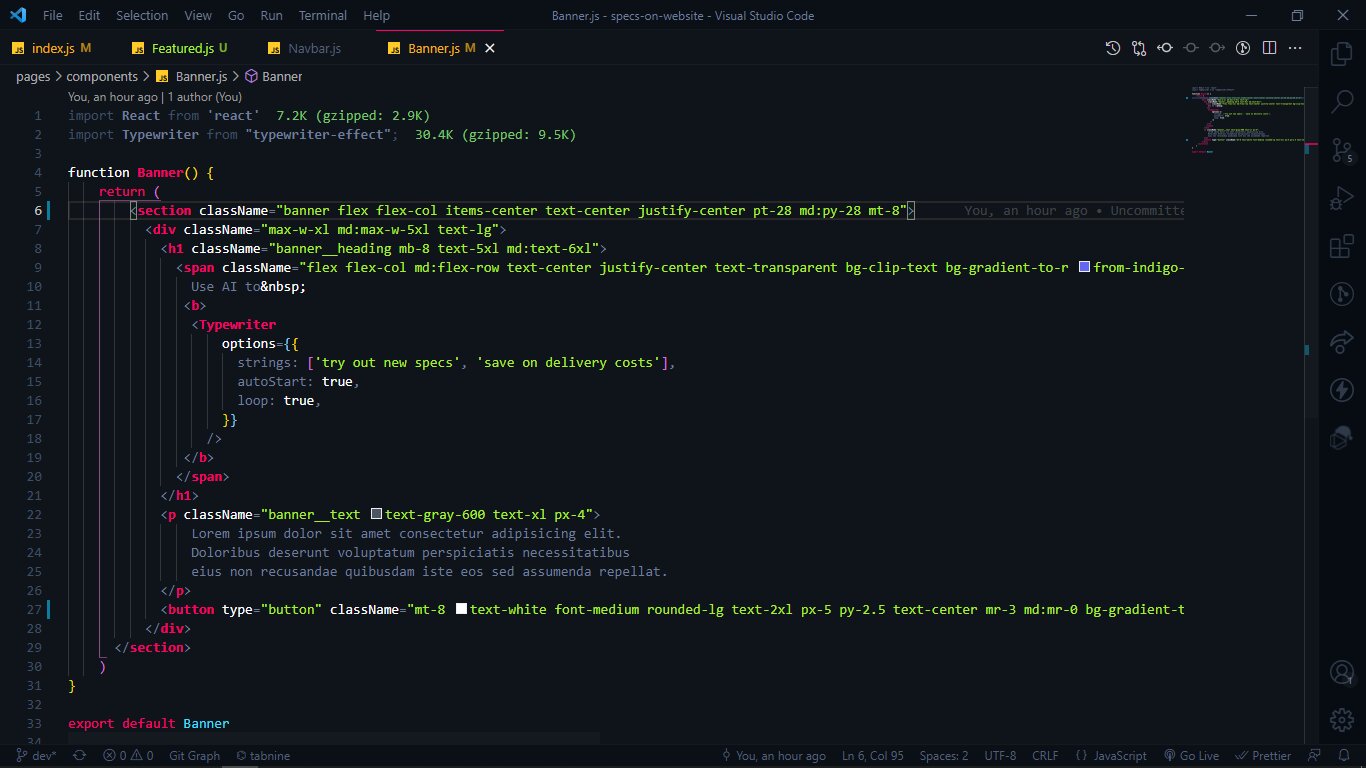 File Edit Selection View Go Run Terminal Help Banner.js - specs-on-website - Visual Studio Code
JS index.js M JS Featured.js U JS Navbar.js JS Banner.js M
pages > components > JS Banner.js > Banner
You, an hour ago | 1 author (You)
1 import React from 'react' 7.2K (gzipped: 2.9K)
2 import Typewriter from "typewriter-effect"; 30.4K (gzipped: 9.5K)
3
4 function Banner() {
5 return (
6 <section className="banner flex flex-col items-center text-center justify-center pt-28 md:py-28 mt-8"> You, an hour ago • Uncommitte
7 <div className="max-w-xl md:max-w-5xl text-lg">
8 <h1 className="banner__heading mb-8 text-5xl md:text-6xl">
9 <span className="flex flex-col md:flex-row text-center justify-center text-transparent bg-clip-text bg-gradient-to-r from-indigo-
10 Use AI to&nbsp;
11 <b>
12 <Typewriter
13 options={{
14 strings: ['try out new specs', 'save on delivery costs'],
15 autoStart: true,
16 loop: true,
17 }}
18 />
19 </b>
20 </span>
21 </h1>
22 <p className="banner__text text-gray-600 text-xl px-4">
23 Lorem ipsum dolor sit amet consectetur adipisicing elit.
24 Doloribus deserunt voluptatum perspiciatis necessitatibus
25 eius non recusandae quibusdam iste eos sed assumenda repellat.
26 </p>
27 <button type="button" className="mt-8 text-white font-medium rounded-lg text-2xl px-5 py-2.5 text-center mr-3 md:mr-0 bg-gradient-t
28 </div>
29 </section>
30 )
31 }
32
33 export default Banner
34
5
1
dev* 0 0 Git Graph tabnine You, an hour ago Ln 6, Col 95 Spaces: 2 UTF-8 CRLF {} JavaScript Go Live Prettier